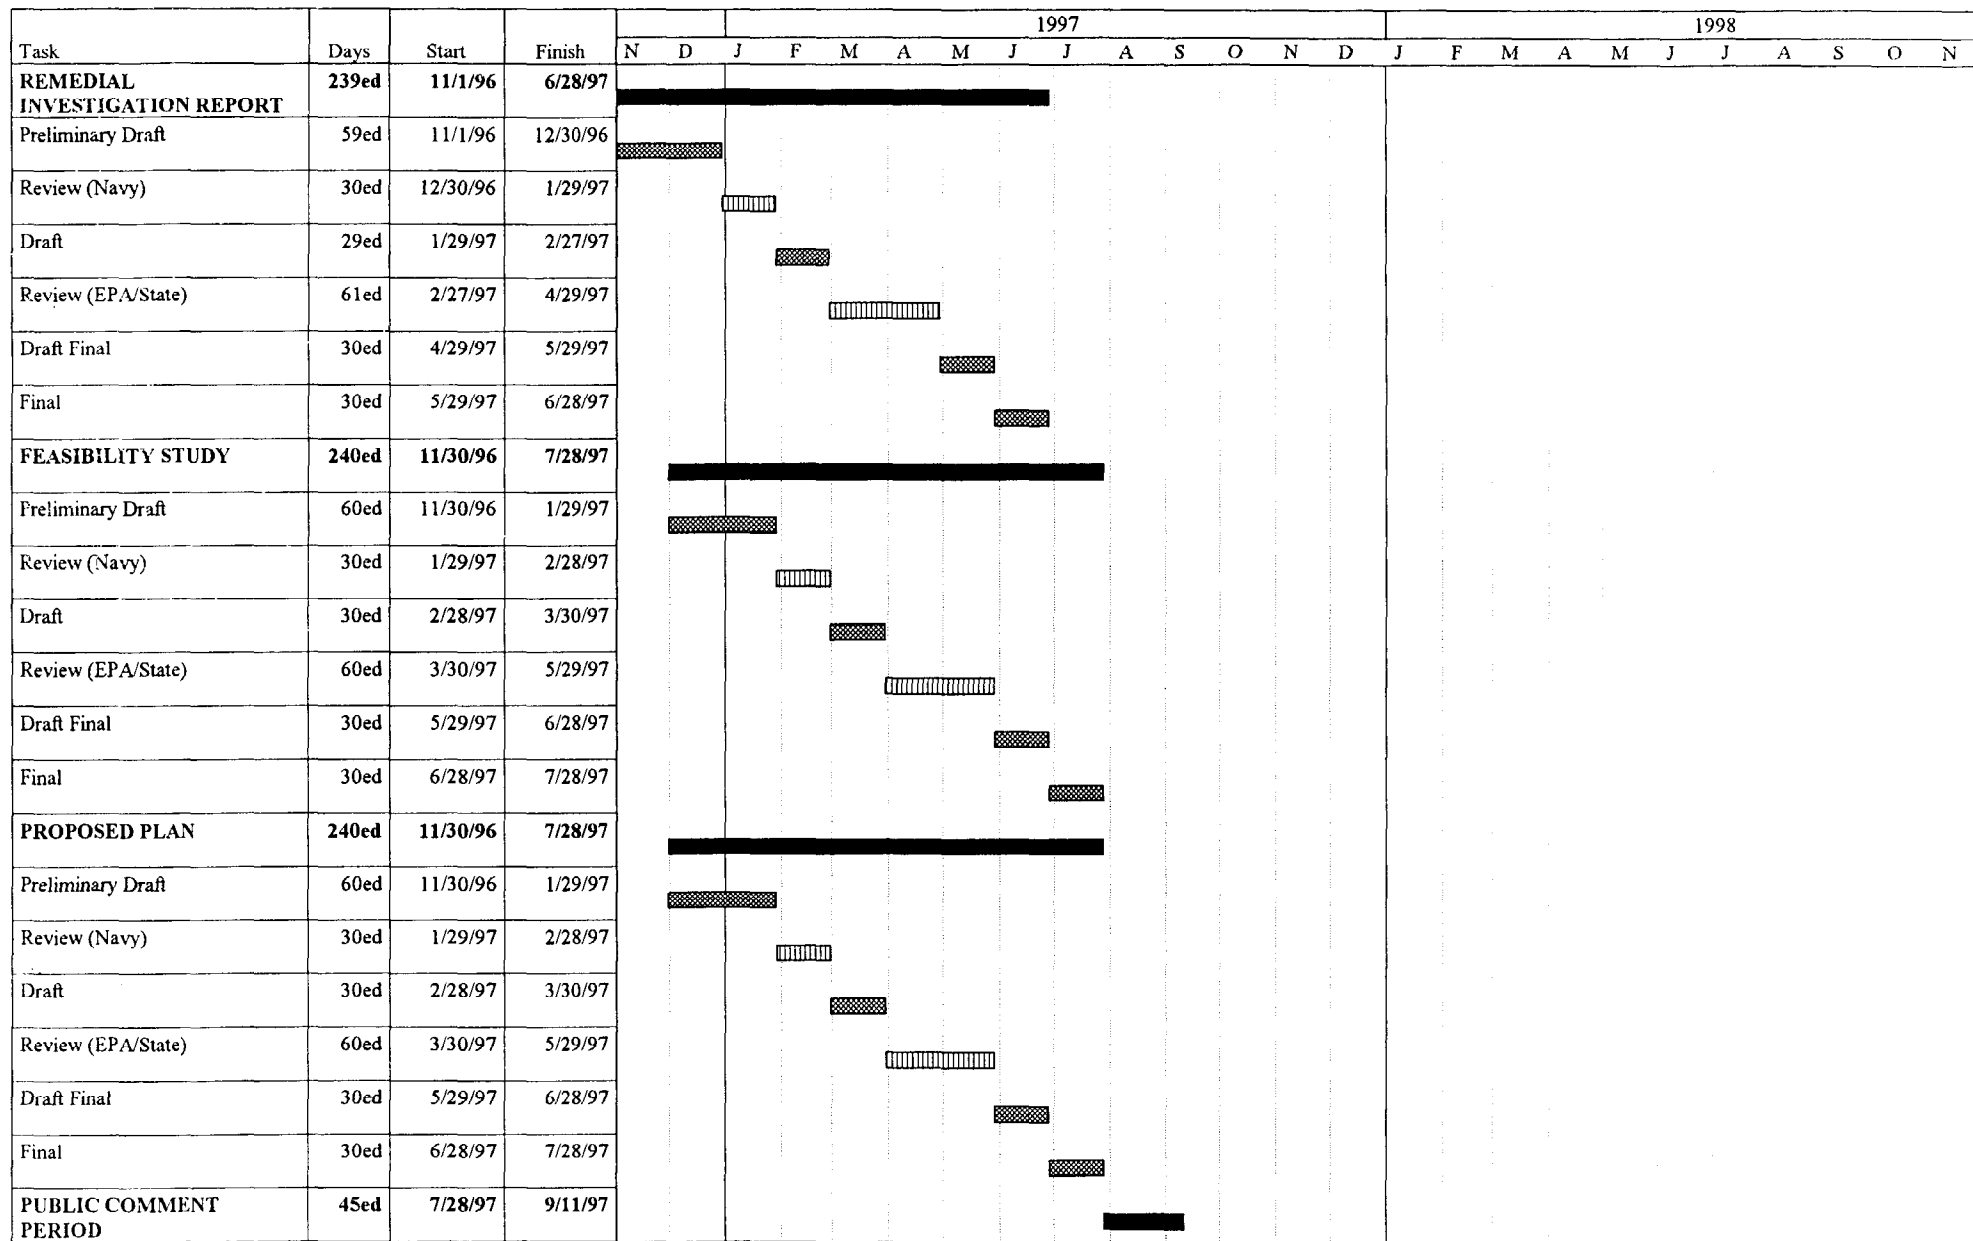 1997 1998
Task Days Start Finish N D J F M A M J J A S O N D J F M A M J J A S O N
REMEDIAL 239ed 11/1/96 6/28/97
INVESTIGATION REPORT
Preliminary Draft 59ed 11/1/96 12/30/96
Review (Navy) 30ed 12/30/96 1/29/97
Draft 29ed 1/29/97 2/27/97
Review (EPA/State) 61ed 2/27/97 4/29/97
Draft Final 30ed 4/29/97 5/29/97
Final 30ed 5/29/97 6/28/97
FEASIBILITY STUDY 240ed 11/30/96 7/28/97
Preliminary Draft 60ed 11/30/96 1/29/97
Review (Navy) 30ed 1/29/97 2/28/97
Draft 30ed 2/28/97 3/30/97
Review (EPA/State) 60ed 3/30/97 5/29/97
Draft Final 30ed 5/29/97 6/28/97
Final 30ed 6/28/97 7/28/97
PROPOSED PLAN 240ed 11/30/96 7/28/97
Preliminary Draft 60ed 11/30/96 1/29/97
Review (Navy) 30ed 1/29/97 2/28/97
Draft 30ed 2/28/97 3/30/97
Review (EPA/State) 60ed 3/30/97 5/29/97
Draft Final 30ed 5/29/97 6/28/97
Final 30ed 6/28/97 7/28/97
PUBLIC COMMENT 45ed 7/28/97 9/11/97
PERIOD